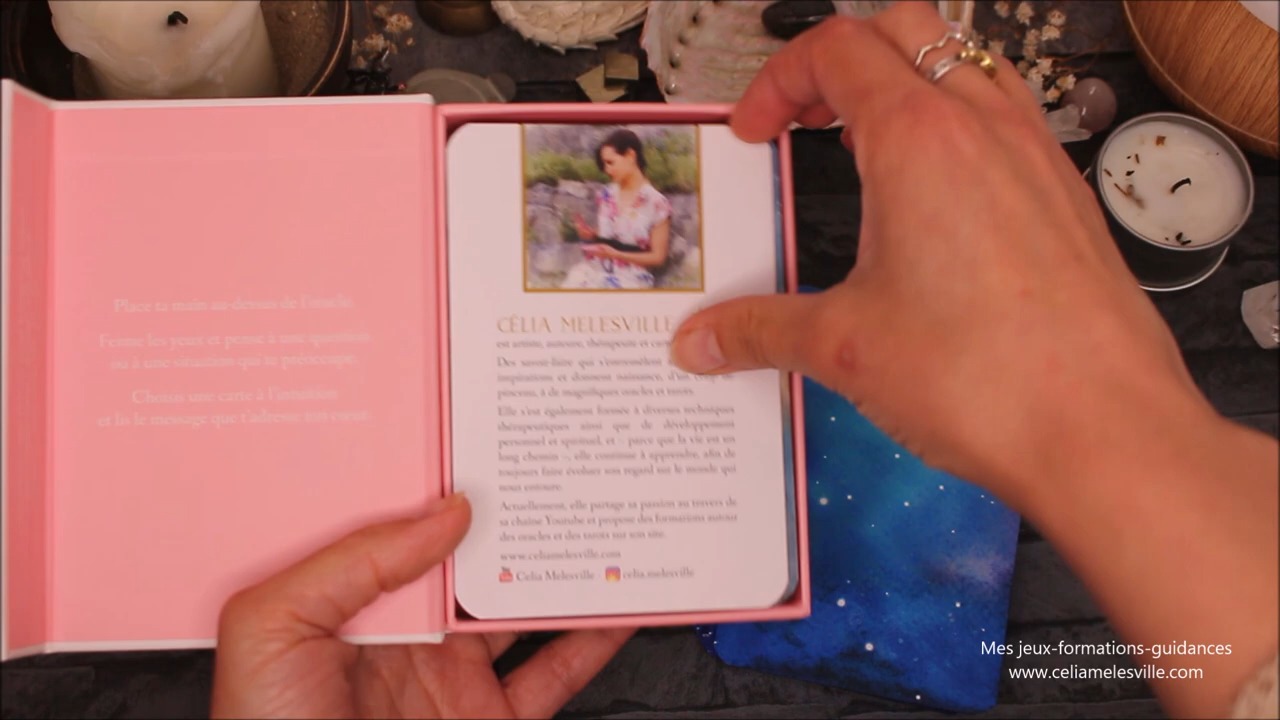 Place ta main au-dessus de l'oracle.
Ferme les yeux et pense à une question
ou à une situation qui te préoccupe.
Choisis une carte à l'intuition
et lis le message que t'adresse ton cœur.
CÉLIA MELESVILLE
est artiste, auteure, thérapeute et
Des savoir-faire qui s'entremêlent
inspirations et donnent naissance, d'un coup de
pinceau, à de magnifiques oracles et tarots.
Elle s'est également formée à diverses techniques
thérapeutiques ainsi que de développement
personnel et spirituel, et – parce que la vie est un
long chemin –, elle continue à apprendre, afin de
toujours faire évoluer son regard sur le monde qui
nous entoure.
Actuellement, elle partage sa passion au travers de
sa chaîne Youtube et propose des formations autour
des oracles et des tarots sur son site.
www.celiamelesville.com
Celia Melesville celia.melesville
Mes jeux-formations-guidances
www.celiamelesville.com